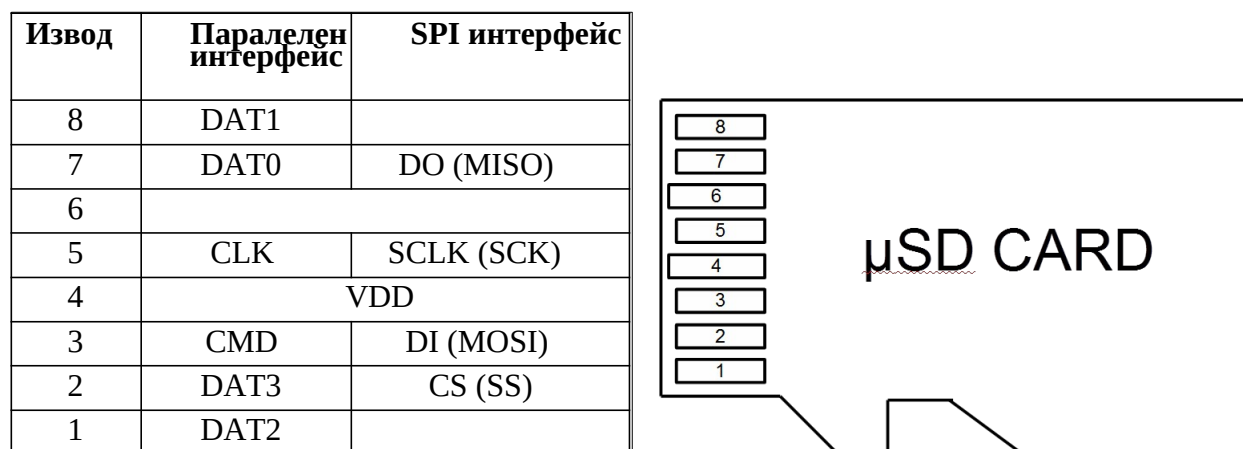 Извод Паралелен интерфейс SPI интерфейс
8 DAT1
7 DAT0 DO (MISO)
6
5 CLK SCLK (SCK)
4 VDD
3 CMD DI (MOSI)
2 DAT3 CS (SS)
1 DAT2
8
7
6
5
4
3
2
1
µSD CARD